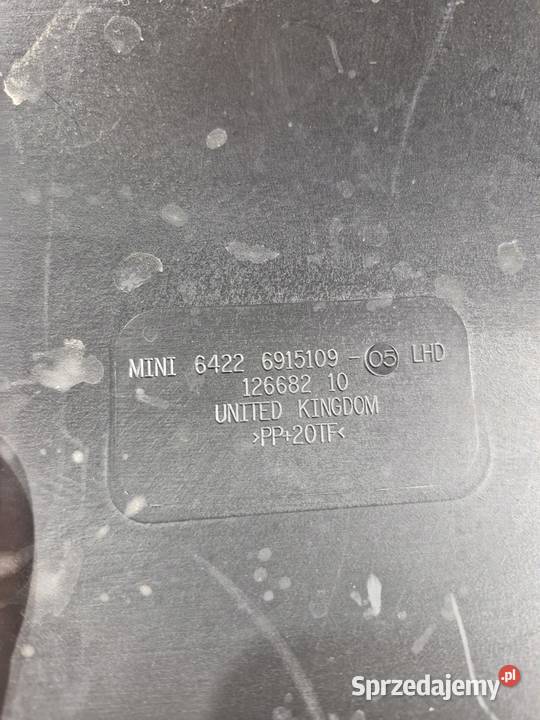 MINI 6422 6915109-05 LHD
126682 10
UNITED KINGDOM
>PP+20TF<
Sprzedajemy.pl